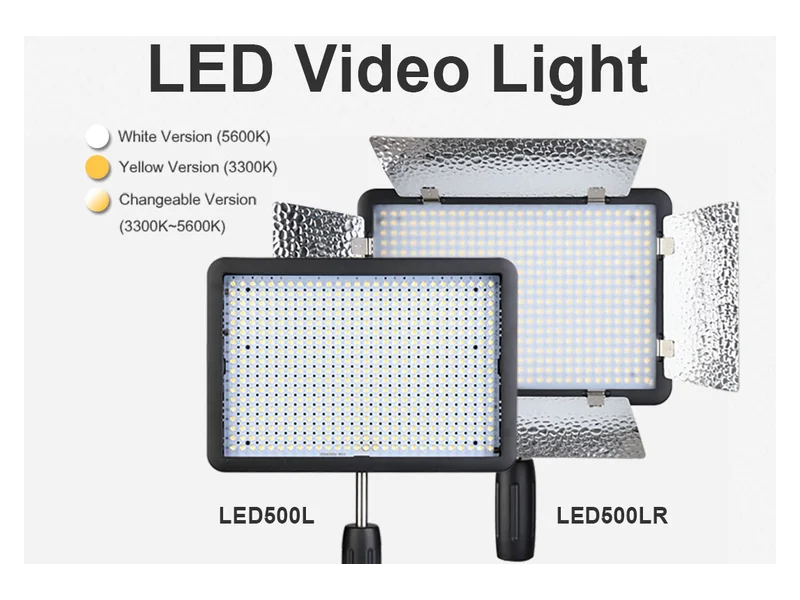 LED Video Light
White Version (5600K)
Yellow Version (3300K)
Changeable Version
(3300K~5600K)
LED500L
LED500LR